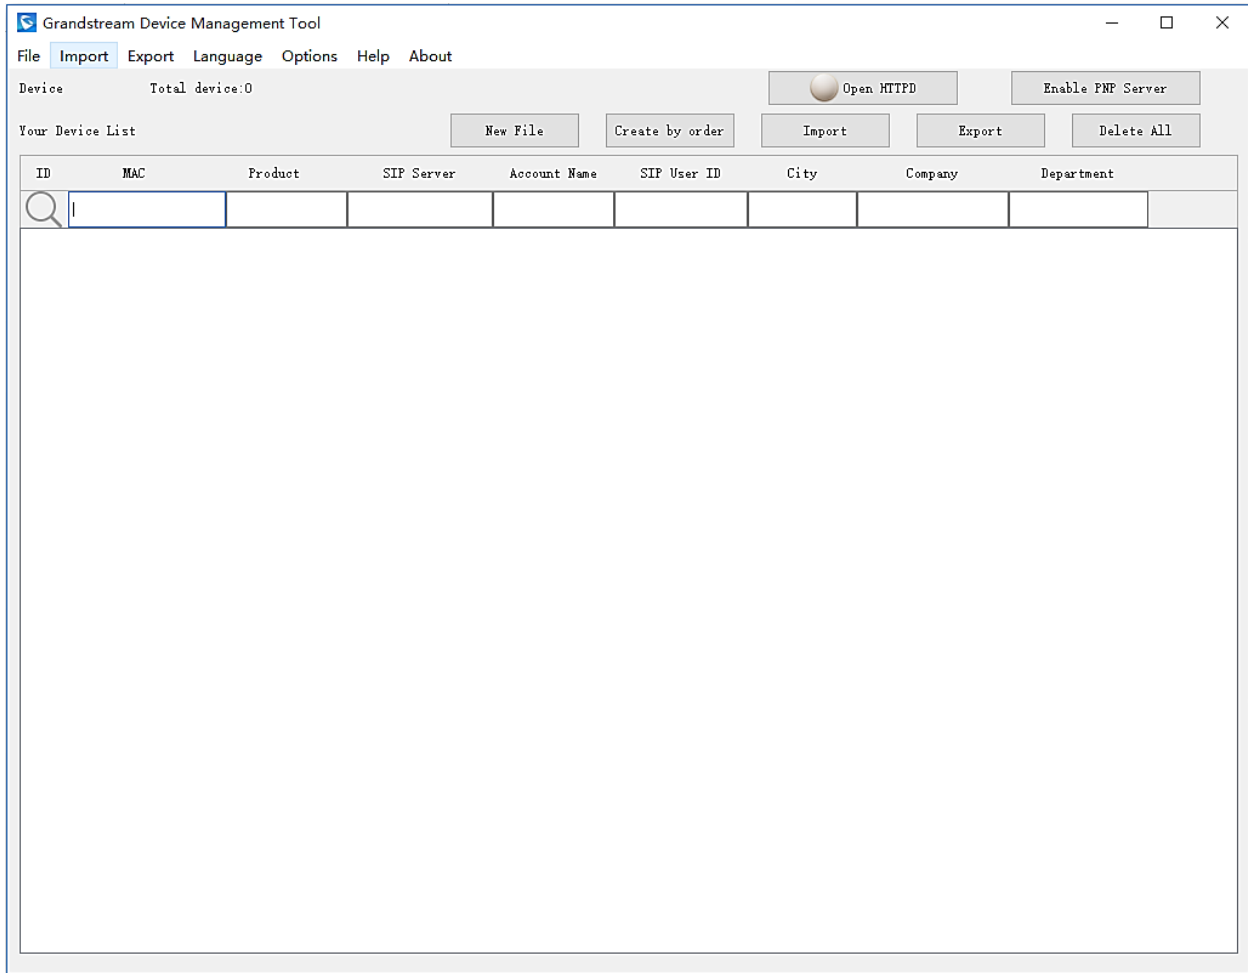 Grandstream Device Management Tool
File Import Export Language Options Help About
Device Total device:0 Open HTTPD Enable PNP Server
Your Device List New File Create by order Import Export Delete All
ID MAC Product SIP Server Account Name SIP User ID City Company Department